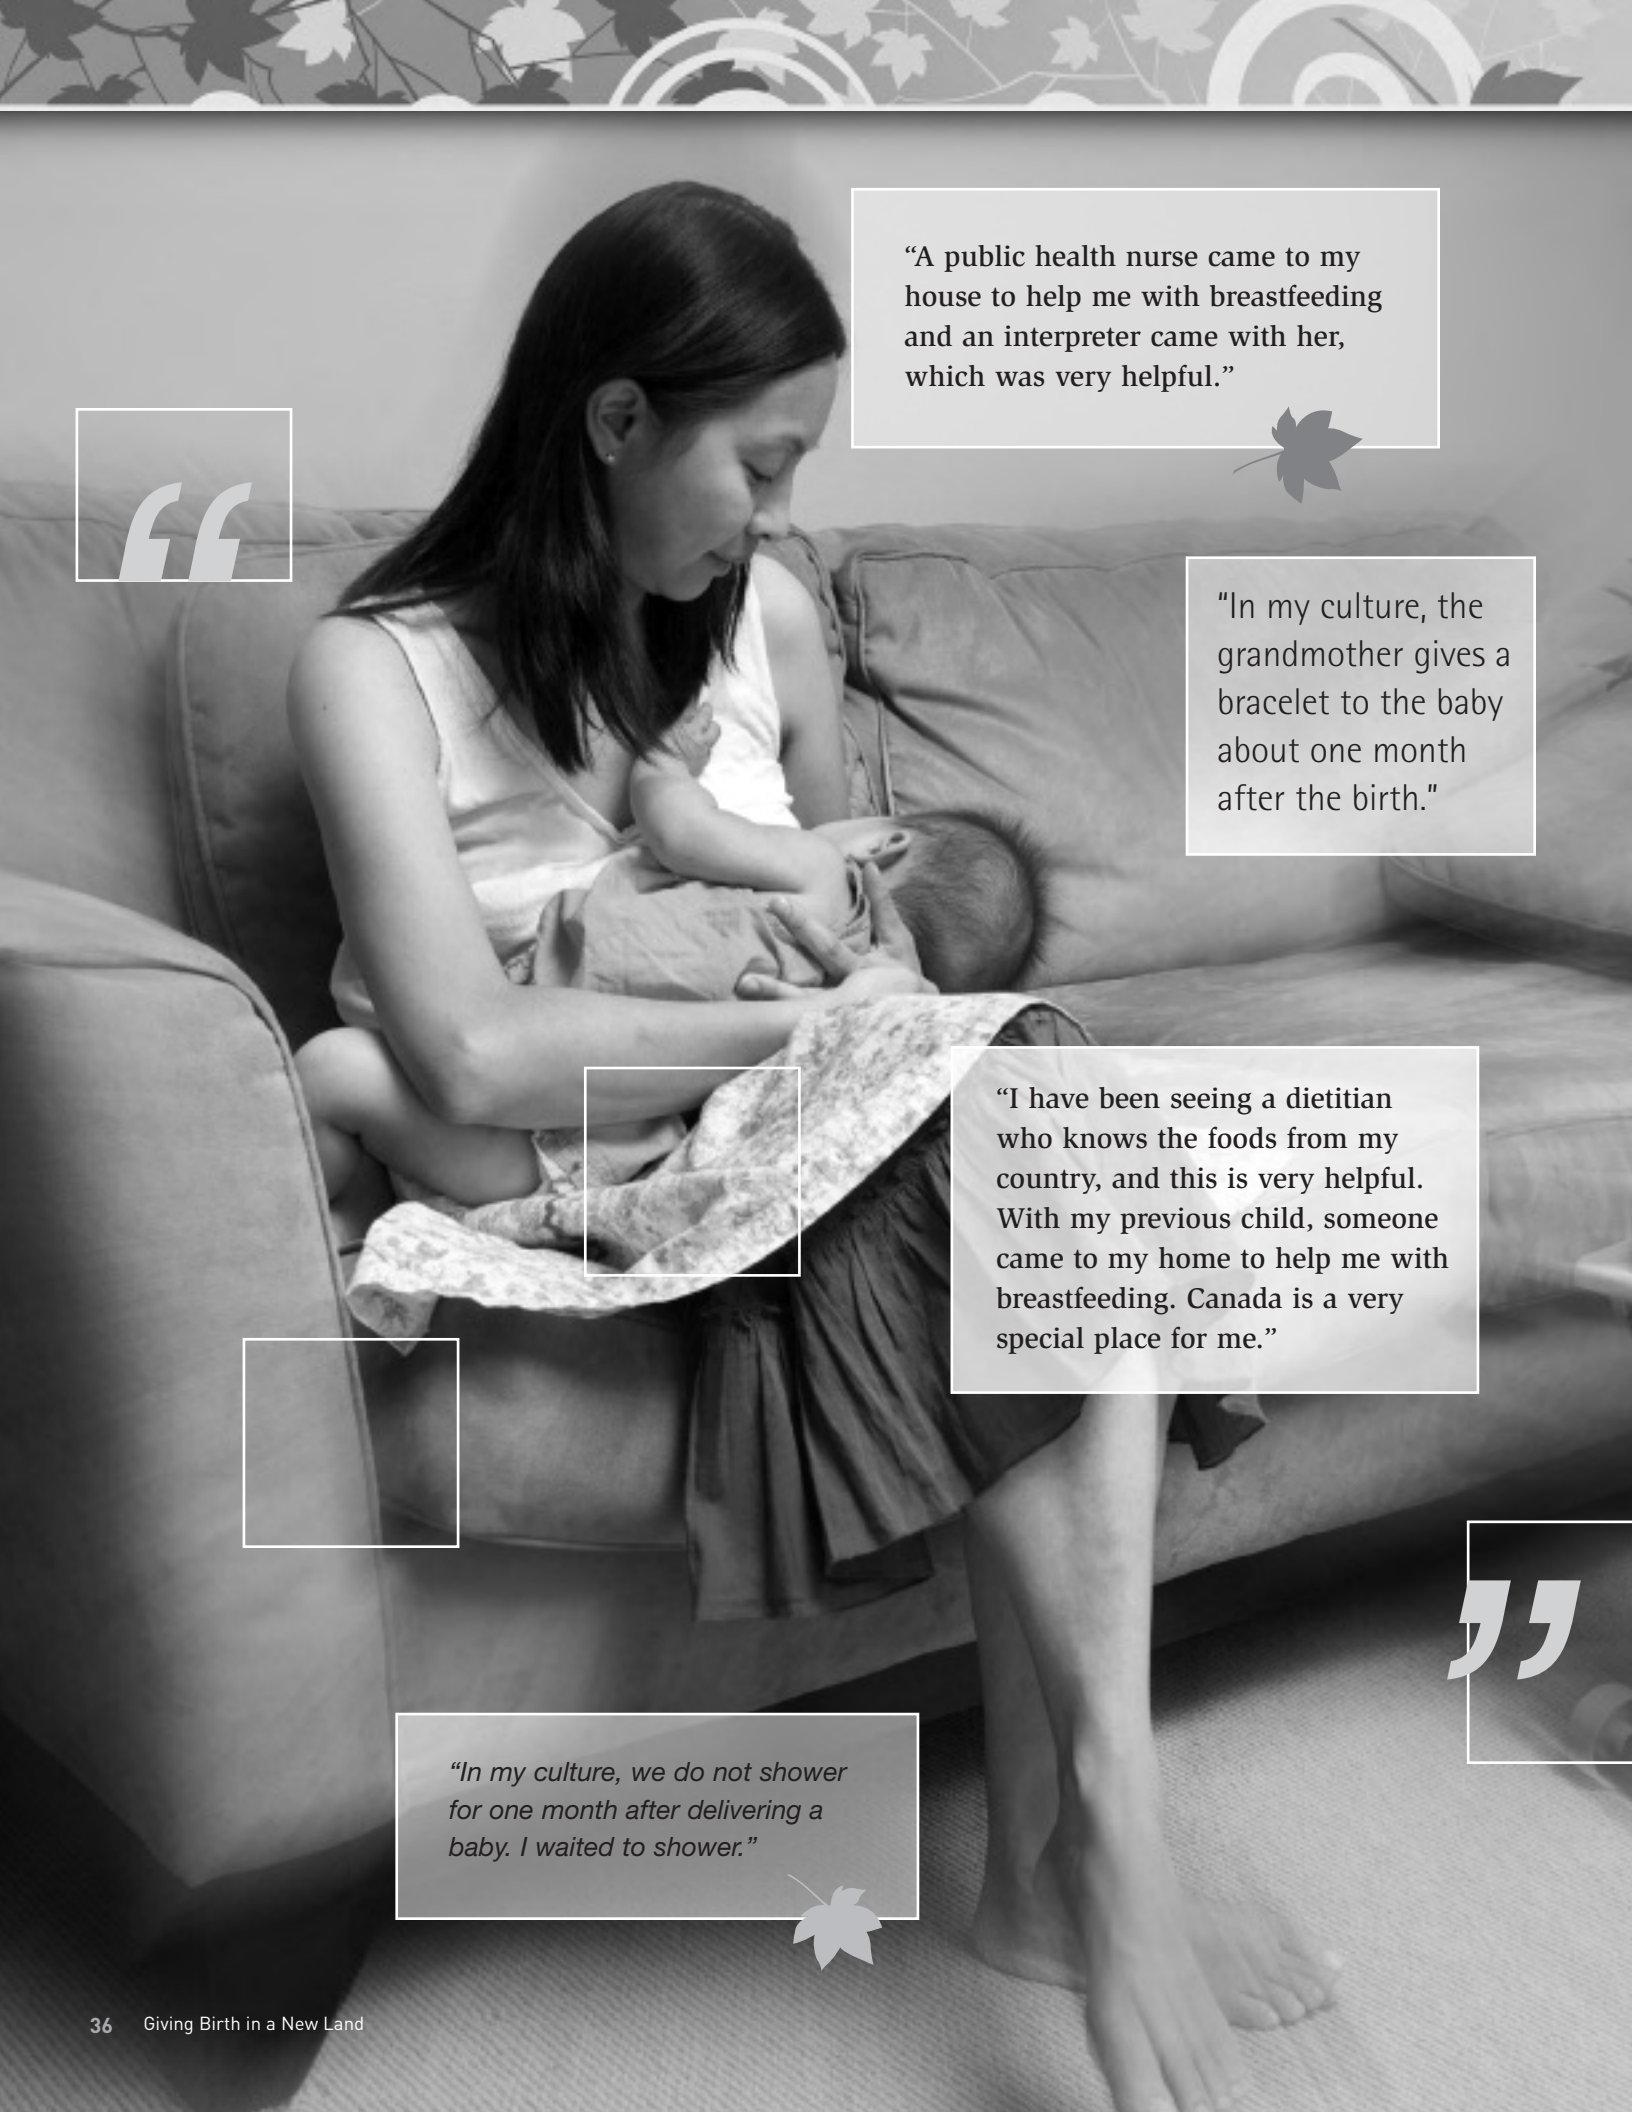 “A public health nurse came to my
house to help me with breastfeeding
and an interpreter came with her,
which was very helpful.”
“
“In my culture, the
grandmother gives a
bracelet to the baby
about one month
after the birth.”
“I have been seeing a dietitian
who knows the foods from my
country, and this is very helpful.
With my previous child, someone
came to my home to help me with
breastfeeding. Canada is a very
special place for me.”
”
“In my culture, we do not shower
for one month after delivering a
baby. I waited to shower.”
36 Giving Birth in a New Land